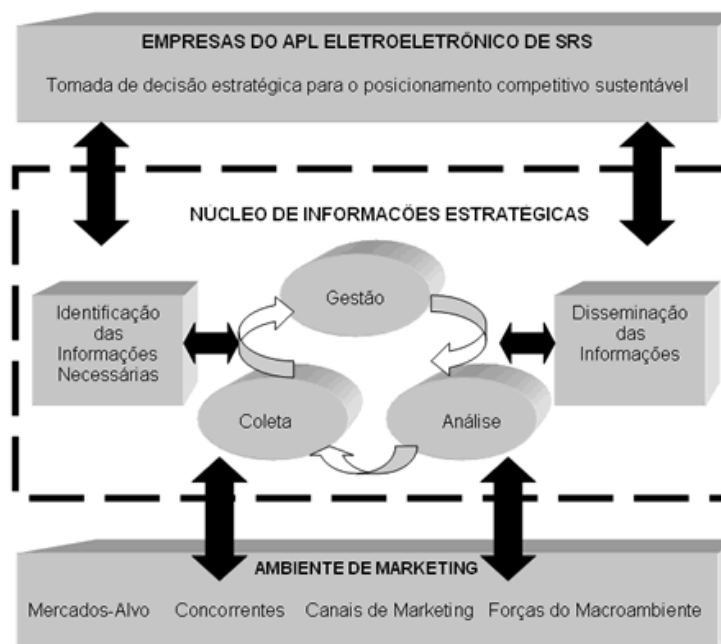 EMPRESAS DO APL ELETROELETRÔNICO DE SRS
Tomada de decisão estratégica para o posicionamento competitivo sustentável
NÚCLEO DE INFORMACÕES ESTRATÉGICAS
Gestão
Identificação
das
Informações
Necessárias
Disseminação
das
Informações
Coleta
Análise
AMBIENTE DE MARKETING
Mercados-Alvo Concorrentes Canais de Marketing Forças do Macroambiente